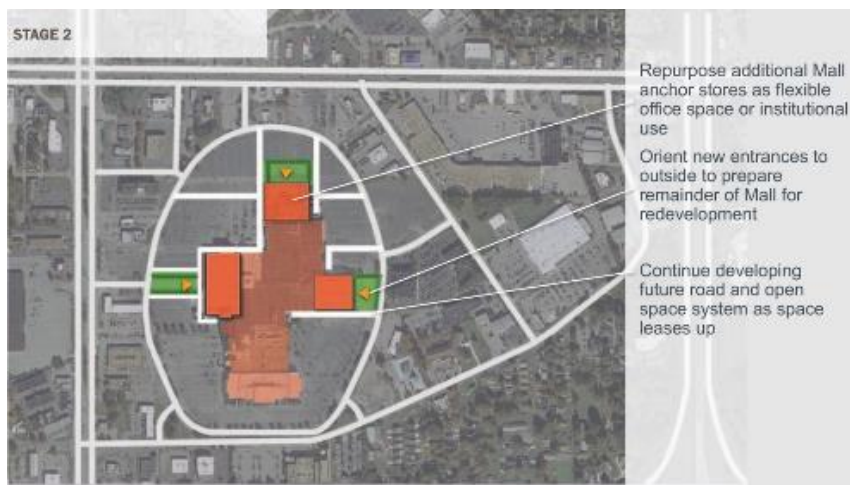 STAGE 2
Repurpose additional Mall
anchor stores as flexible
office space or institutional
use
Orient new entrances to
outside to prepare
remainder of Mall for
redevelopment
Continue developing
future road and open
space system as space
leases up